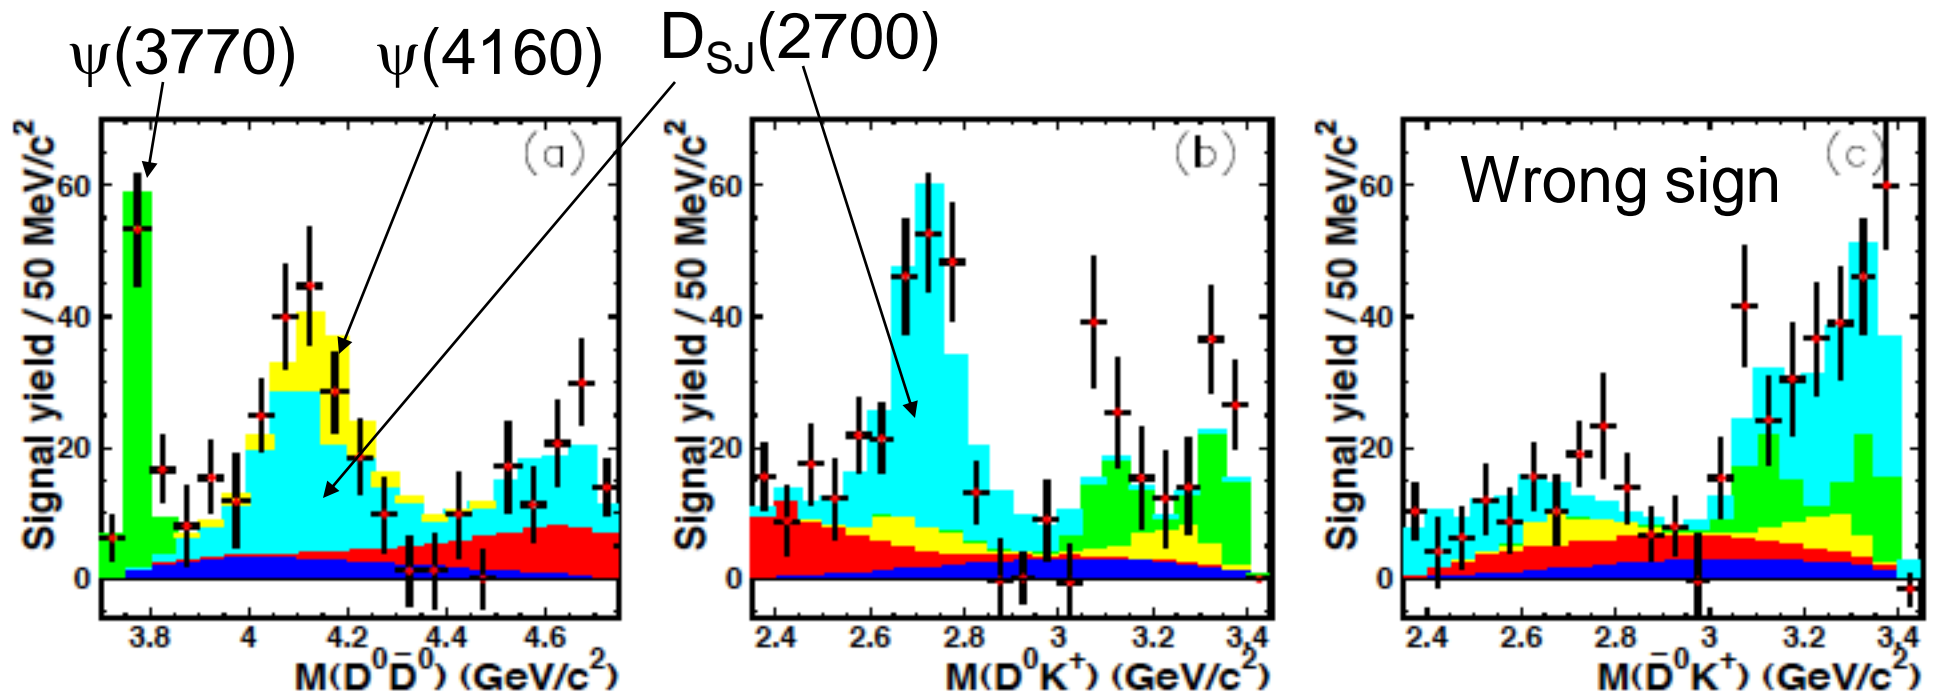 ψ(3770) ψ(4160) D_SJ(2700)
(a) (b) (c)
Wrong sign
Signal yield / 50 MeV/c²
60
40
20
0
3.8 4 4.2 4.4 4.6
M(D⁰D̄⁰) (GeV/c²)
Signal yield / 50 MeV/c²
60
40
20
0
2.4 2.6 2.8 3 3.2 3.4
M(D⁰K⁺) (GeV/c²)
Signal yield / 50 MeV/c²
60
40
20
0
2.4 2.6 2.8 3 3.2 3.4
M(D̄⁰K⁺) (GeV/c²)